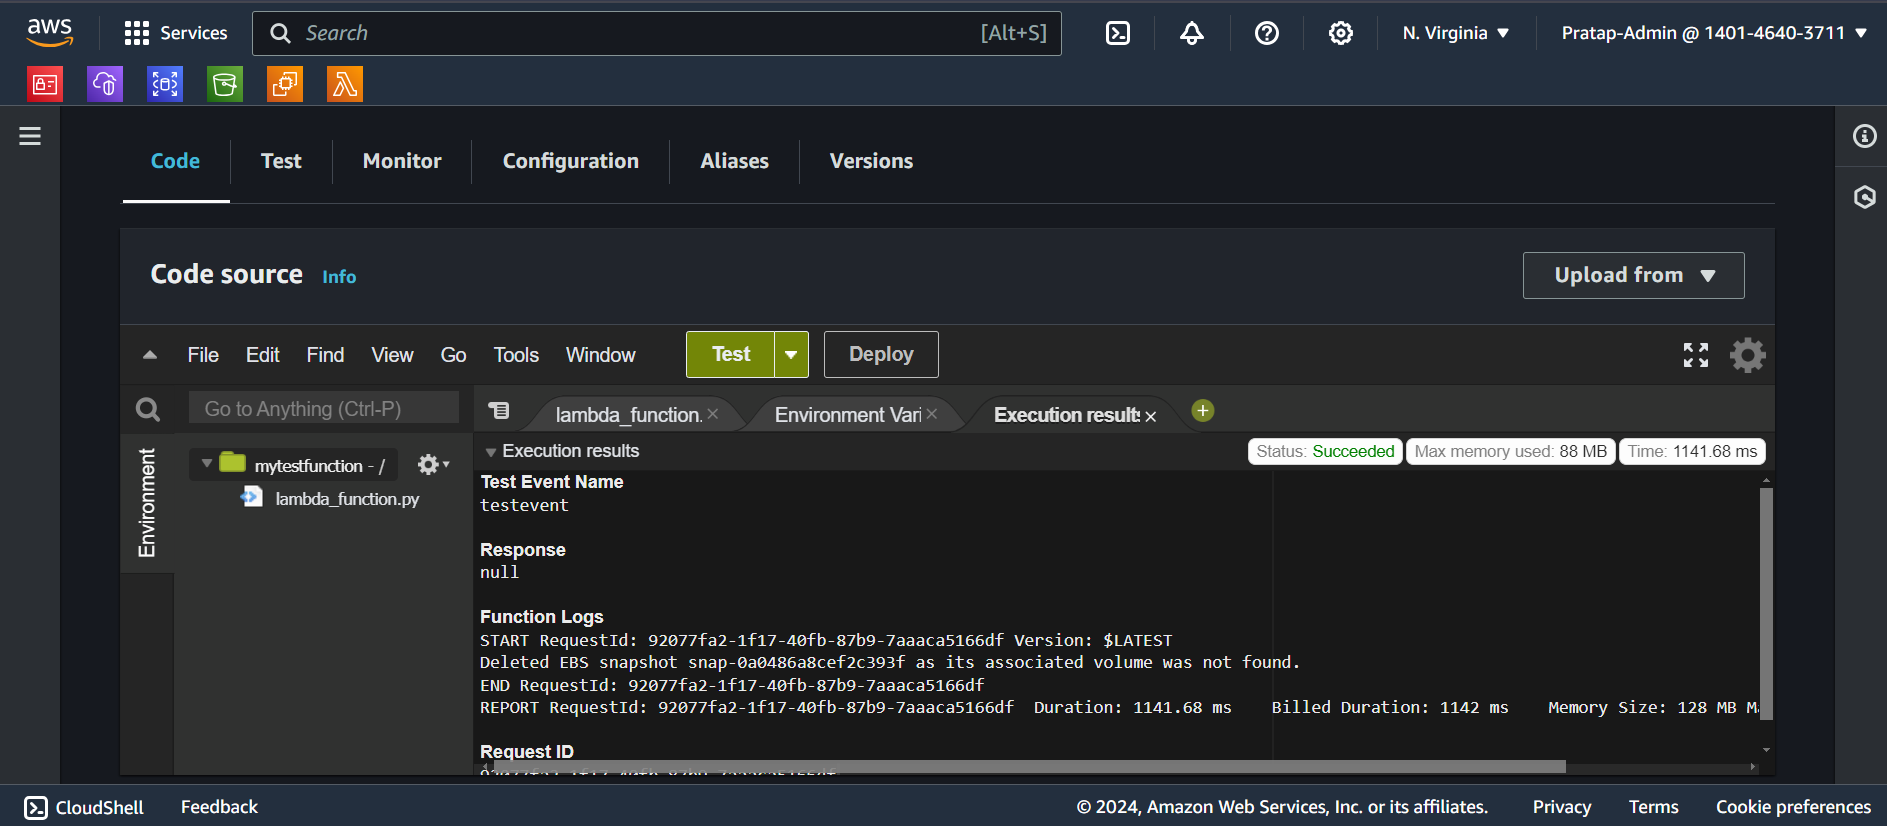 aws
Services
Search
[Alt+S]
N. Virginia
Pratap-Admin @ 1401-4640-3711
Code
Test
Monitor
Configuration
Aliases
Versions
Code source
Info
Upload from
File
Edit
Find
View
Go
Tools
Window
Test
Deploy
Go to Anything (Ctrl-P)
lambda_function.
Environment Vari
Execution results
Environment
mytestfunction - /
lambda_function.py
Execution results
Status: Succeeded
Max memory used: 88 MB
Time: 1141.68 ms
Test Event Name
testevent
Response
null
Function Logs
START RequestId: 92077fa2-1f17-40fb-87b9-7aaaca5166df Version: $LATEST
Deleted EBS snapshot snap-0a0486a8cef2c393f as its associated volume was not found.
END RequestId: 92077fa2-1f17-40fb-87b9-7aaaca5166df
REPORT RequestId: 92077fa2-1f17-40fb-87b9-7aaaca5166df Duration: 1141.68 ms Billed Duration: 1142 ms Memory Size: 128 MB
Request ID
CloudShell
Feedback
© 2024, Amazon Web Services, Inc. or its affiliates.
Privacy
Terms
Cookie preferences